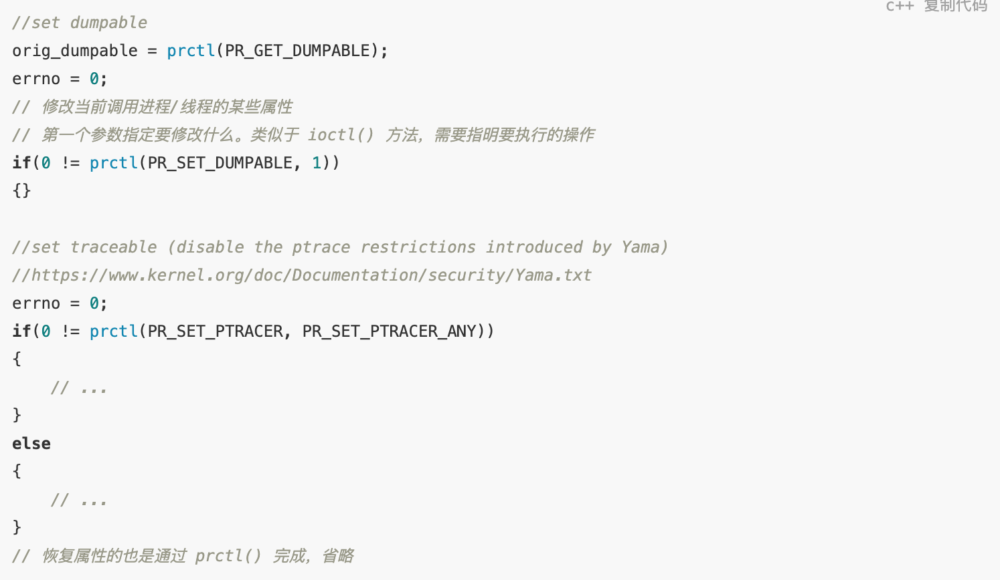 c++ 复制代码
//set dumpable
orig_dumpable = prctl(PR_GET_DUMPABLE);
errno = 0;
// 修改当前调用进程/线程的某些属性
// 第一个参数指定要修改什么。类似于 ioctl() 方法，需要指明要执行的操作
if(0 != prctl(PR_SET_DUMPABLE, 1))
{}
//set traceable (disable the ptrace restrictions introduced by Yama)
//https://www.kernel.org/doc/Documentation/security/Yama.txt
errno = 0;
if(0 != prctl(PR_SET_PTRACER, PR_SET_PTRACER_ANY))
{
    // ...
}
else
{
    // ...
}
// 恢复属性的也是通过 prctl() 完成，省略